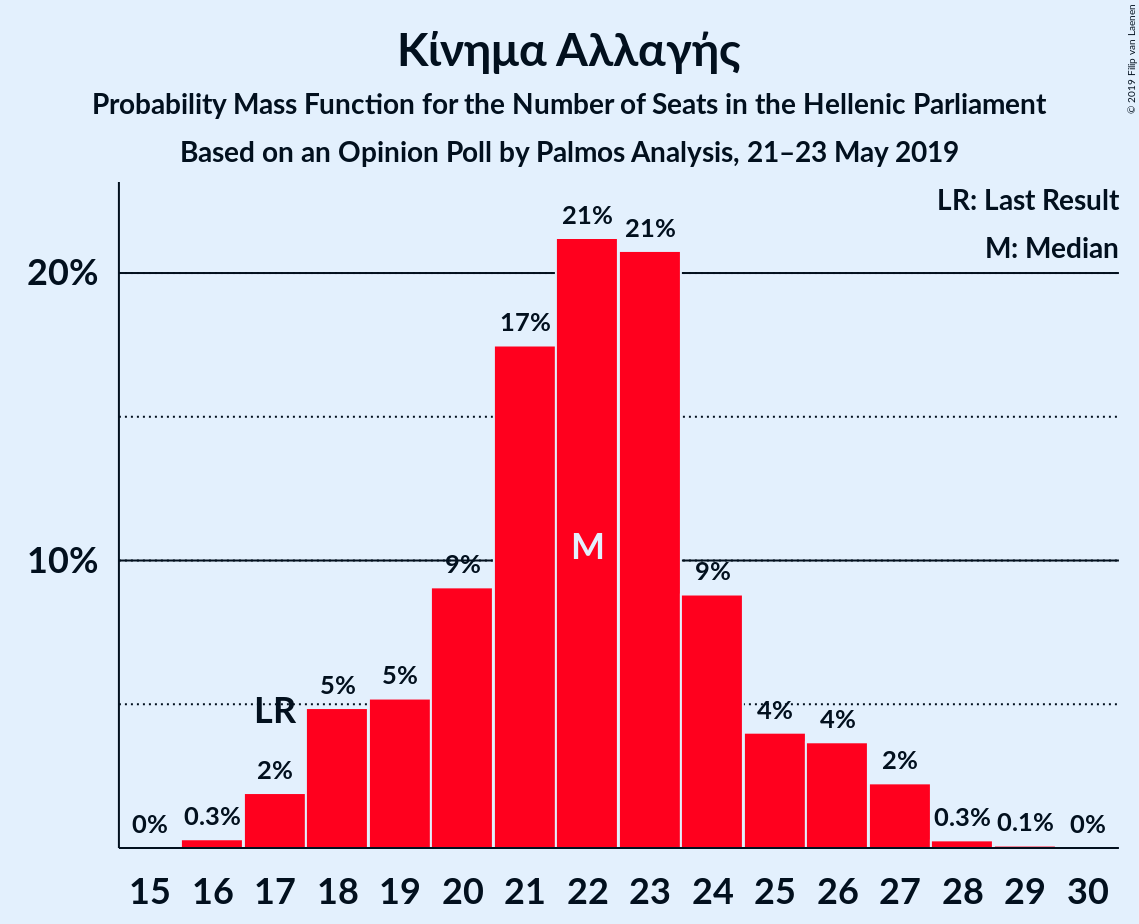 Κίνημα Αλλαγής
Probability Mass Function for the Number of Seats in the Hellenic Parliament
Based on an Opinion Poll by Palmos Analysis, 21–23 May 2019
© 2019 Filip van Laenen
LR: Last Result
M: Median
20%
10%
0%
0.3%
2%
LR
5%
5%
9%
17%
21%
M
21%
9%
4%
4%
2%
0.3%
0.1%
0%
15 16 17 18 19 20 21 22 23 24 25 26 27 28 29 30